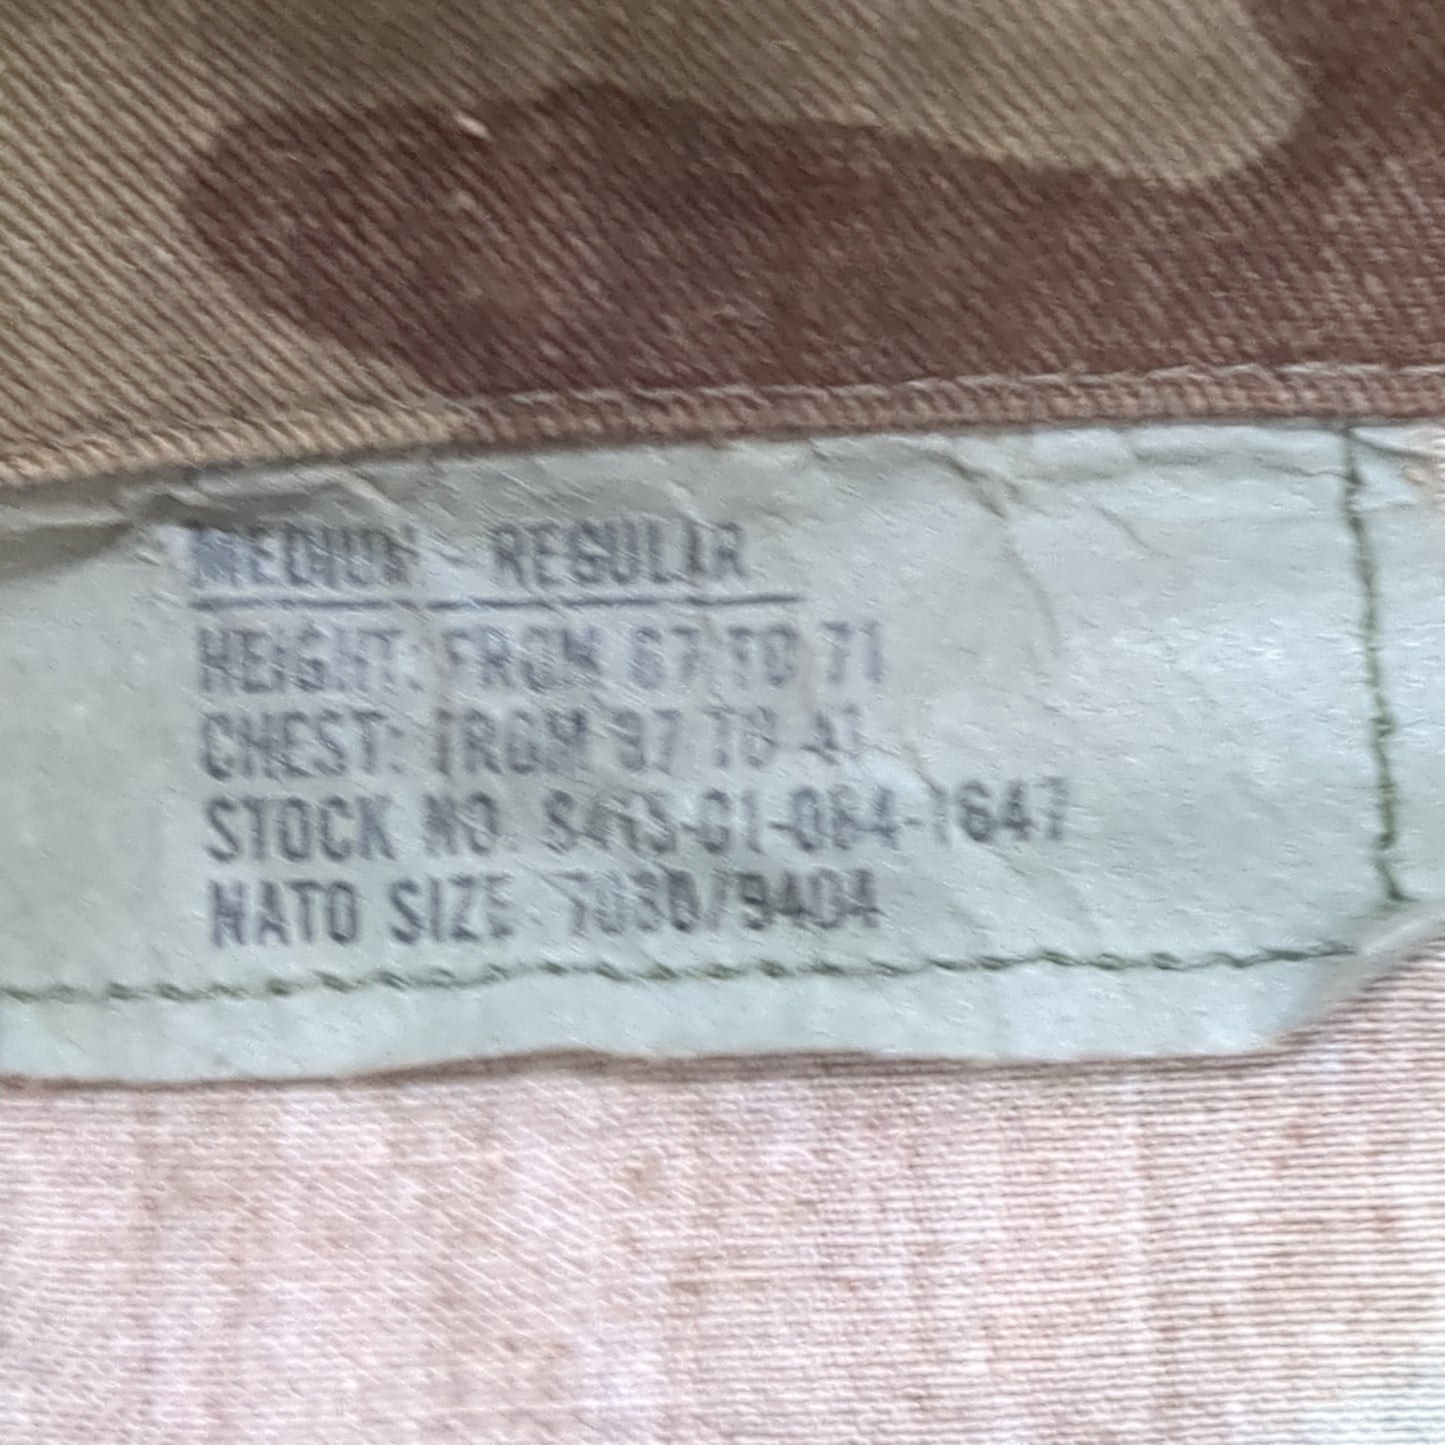 MEDIUM - REGULAR
HEIGHT: FROM 67 TO 71
CHEST: FROM 37 TO 41
STOCK NO. 8415-01-084-1647
NATO SIZE: 7080/9404